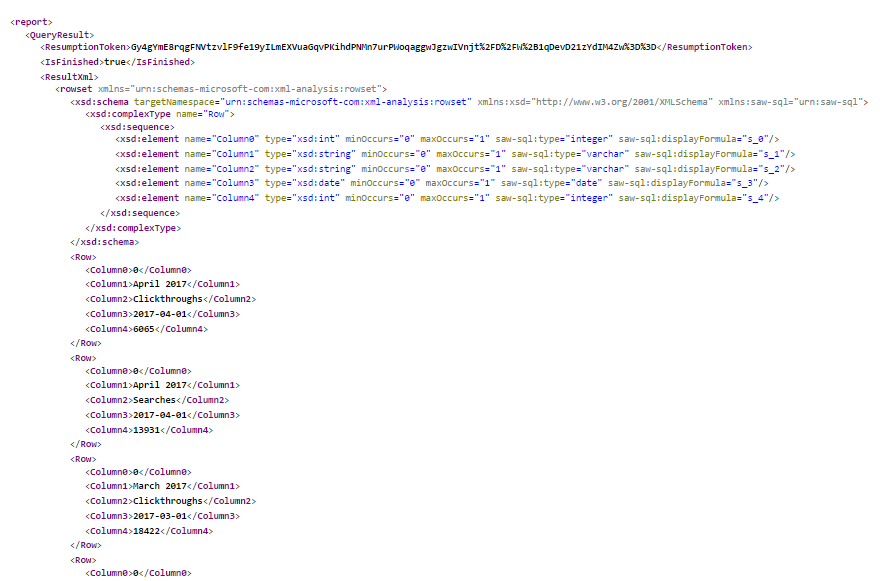 <report>
<QueryResult>
<ResumptionToken>Gy4gYmE8rqgFNVtzvlF9fe19yILmEXVuaGqvPKihdPNMn7urPWoqaggwJgzwIVnjt%2FD%2FW%2B1qDevD21zYdIM4Zw%3D%3D</ResumptionToken>
<IsFinished>true</IsFinished>
<ResultXml>
<rowset xmlns="urn:schemas-microsoft-com:xml-analysis:rowset">
<xsd:schema targetNamespace="urn:schemas-microsoft-com:xml-analysis:rowset" xmlns:xsd="http://www.w3.org/2001/XMLSchema" xmlns:saw-sql="urn:saw-sql">
<xsd:complexType name="Row">
<xsd:sequence>
<xsd:element name="Column0" type="xsd:int" minOccurs="0" maxOccurs="1" saw-sql:type="integer" saw-sql:displayFormula="s_0"/>
<xsd:element name="Column1" type="xsd:string" minOccurs="0" maxOccurs="1" saw-sql:type="varchar" saw-sql:displayFormula="s_1"/>
<xsd:element name="Column2" type="xsd:string" minOccurs="0" maxOccurs="1" saw-sql:type="varchar" saw-sql:displayFormula="s_2"/>
<xsd:element name="Column3" type="xsd:date" minOccurs="0" maxOccurs="1" saw-sql:type="date" saw-sql:displayFormula="s_3"/>
<xsd:element name="Column4" type="xsd:int" minOccurs="0" maxOccurs="1" saw-sql:type="integer" saw-sql:displayFormula="s_4"/>
</xsd:sequence>
</xsd:complexType>
</xsd:schema>
<Row>
<Column0>0</Column0>
<Column1>April 2017</Column1>
<Column2>Clickthroughs</Column2>
<Column3>2017-04-01</Column3>
<Column4>6065</Column4>
</Row>
<Row>
<Column0>0</Column0>
<Column1>April 2017</Column1>
<Column2>Searches</Column2>
<Column3>2017-04-01</Column3>
<Column4>13931</Column4>
</Row>
<Row>
<Column0>0</Column0>
<Column1>March 2017</Column1>
<Column2>Clickthroughs</Column2>
<Column3>2017-03-01</Column3>
<Column4>18422</Column4>
</Row>
<Row>
<Column0>0</Column0>